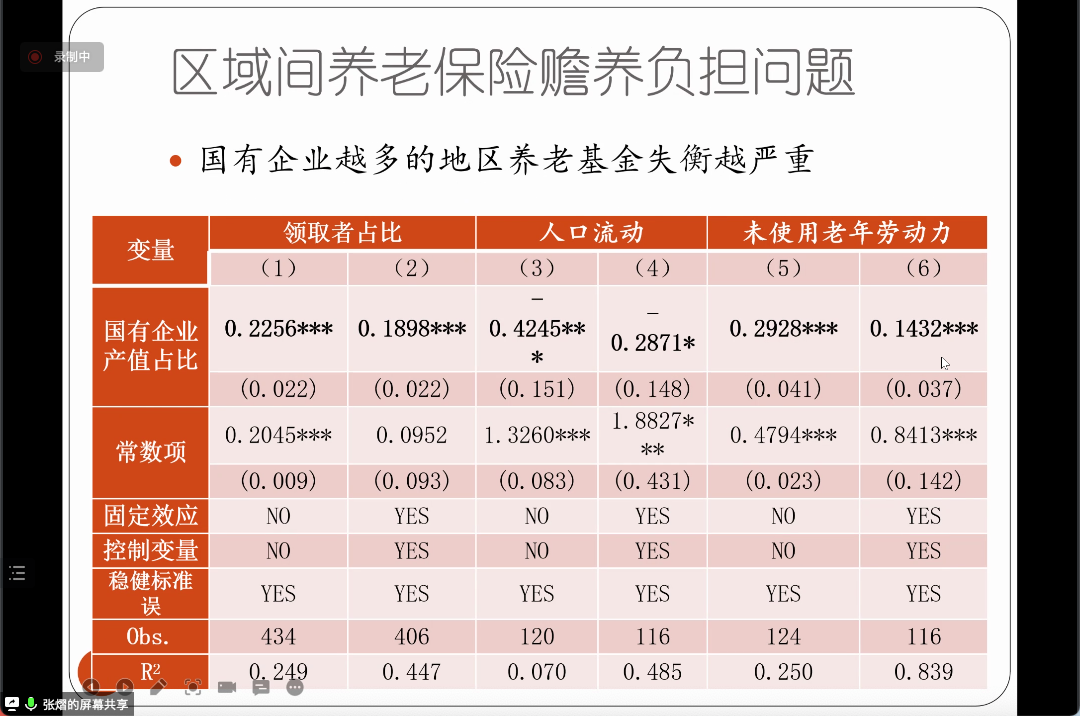 录制中
区域间养老保险赡养负担问题
• 国有企业越多的地区养老基金失衡越严重
变量 领取者占比 人口流动 未使用老年劳动力
（1） （2） （3） （4） （5） （6）
国有企业产值占比 0.2256*** 0.1898*** -0.4245*** -0.2871* 0.2928*** 0.1432***
(0.022) (0.022) (0.151) (0.148) (0.041) (0.037)
常数项 0.2045*** 0.0952 1.3260*** 1.8827*** 0.4794*** 0.8413***
(0.009) (0.093) (0.083) (0.431) (0.023) (0.142)
固定效应 NO YES NO YES NO YES
控制变量 NO YES NO YES NO YES
稳健标准误 YES YES YES YES YES YES
Obs. 434 406 120 116 124 116
R² 0.249 0.447 0.070 0.485 0.250 0.839
张熠的屏幕共享